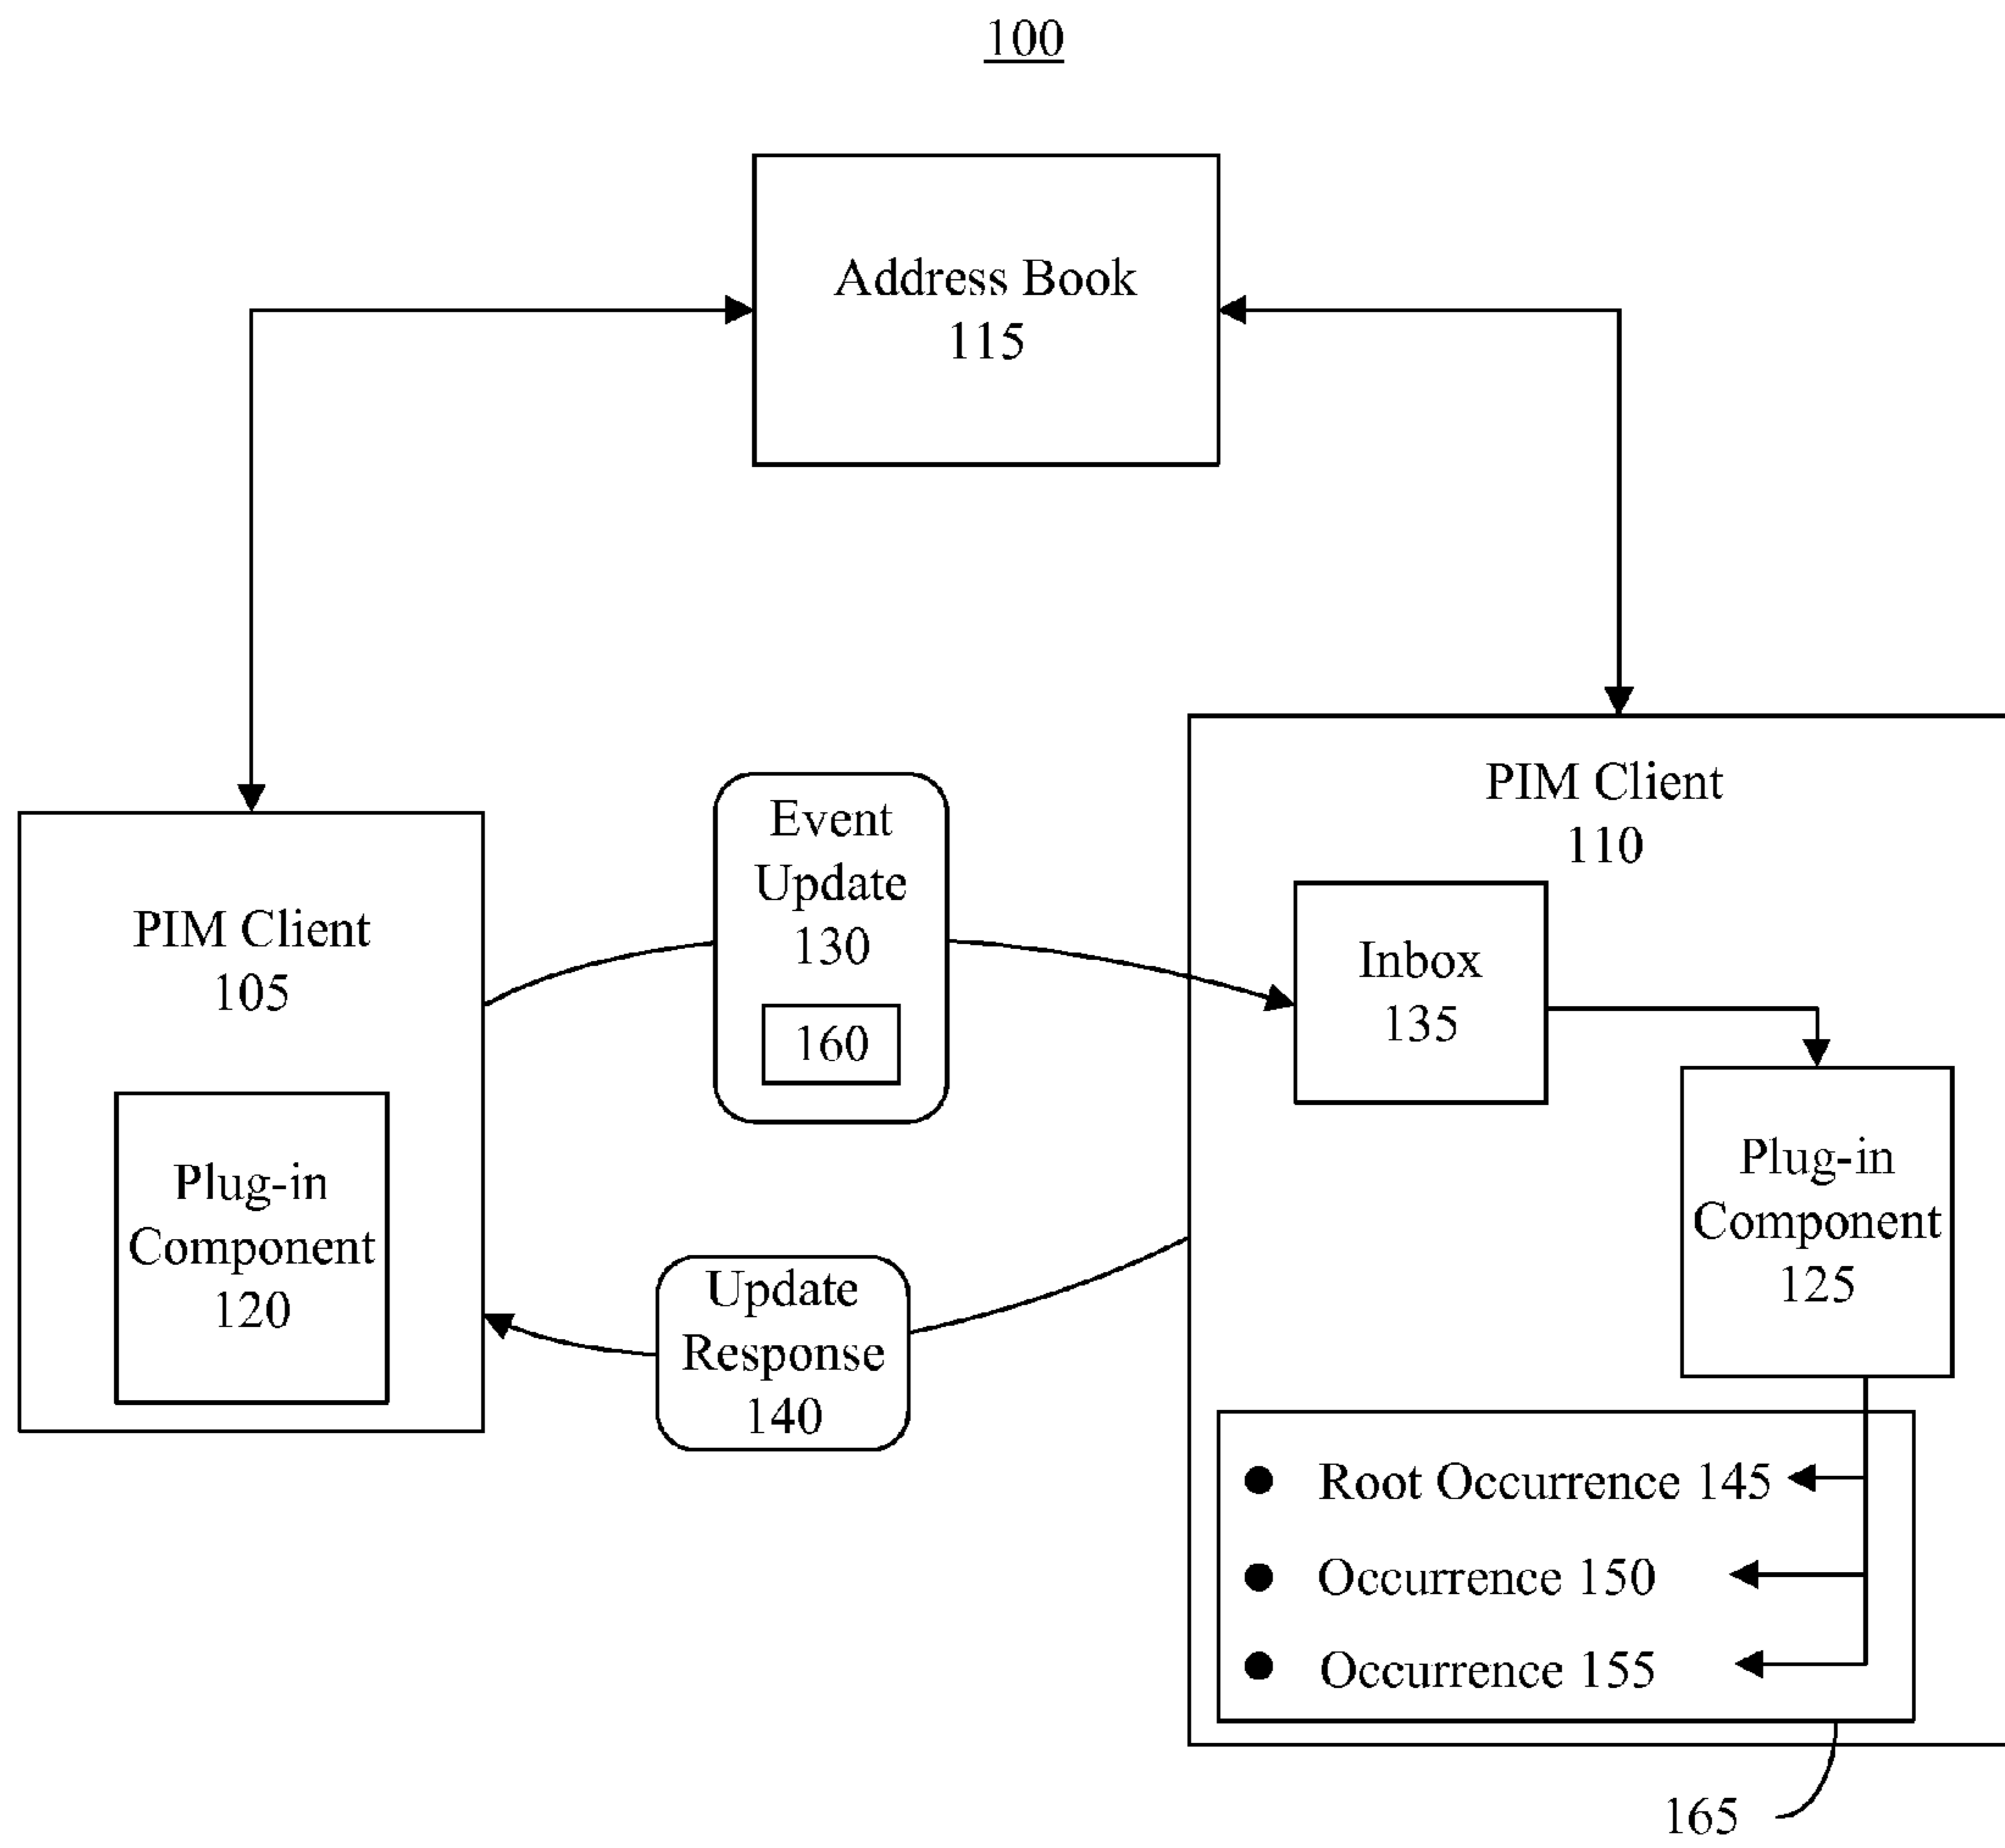 100
Address Book
115
PIM Client
105
Plug-in
Component
120
Event
Update
130
160
Update
Response
140
PIM Client
110
Inbox
135
Plug-in
Component
125
Root Occurrence 145
Occurrence 150
Occurrence 155
165